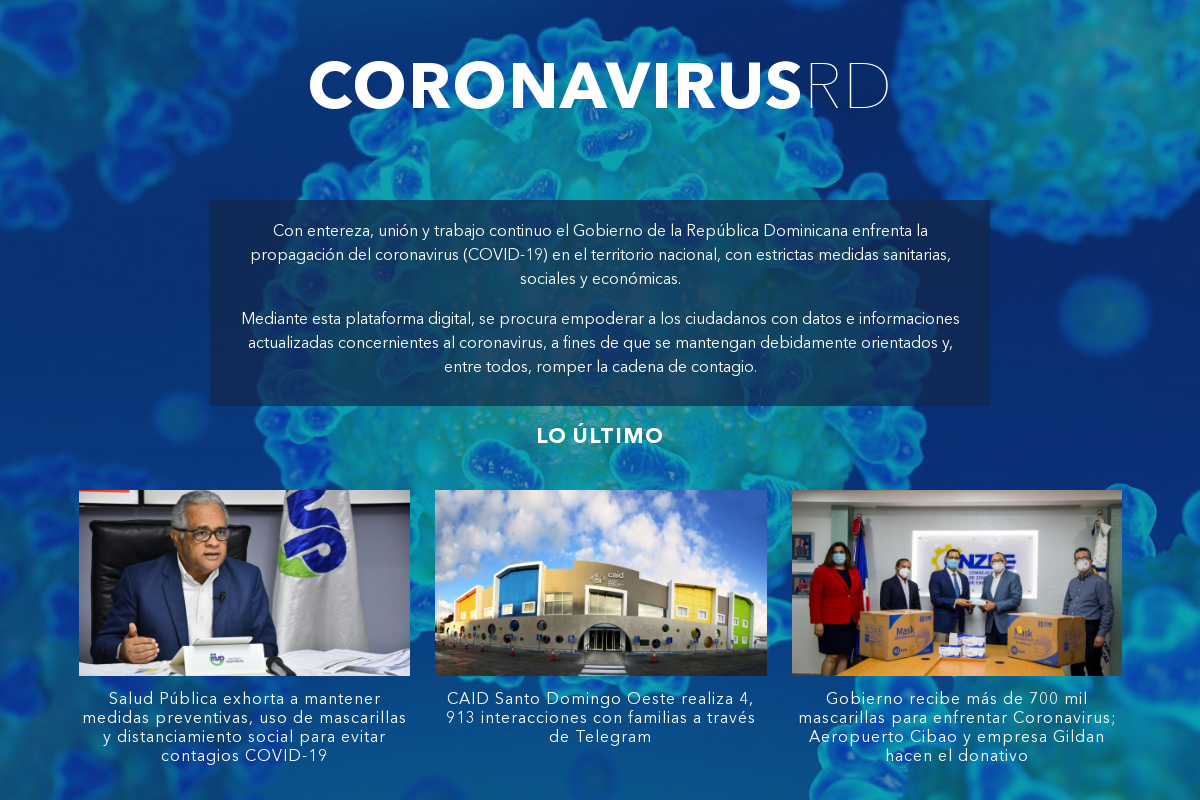 CORONAVIRUSRD
Con entereza, unión y trabajo continuo el Gobierno de la República Dominicana enfrenta la
propagación del coronavirus (COVID-19) en el territorio nacional, con estrictas medidas sanitarias,
sociales y económicas.
Mediante esta plataforma digital, se procura empoderar a los ciudadanos con datos e informaciones
actualizadas concernientes al coronavirus, a fines de que se mantengan debidamente orientados y,
entre todos, romper la cadena de contagio.
LO ÚLTIMO
caid
Mask
Mask
Salud Pública exhorta a mantener
medidas preventivas, uso de mascarillas
y distanciamiento social para evitar
contagios COVID-19
CAID Santo Domingo Oeste realiza 4,
913 interacciones con familias a través
de Telegram
Gobierno recibe más de 700 mil
mascarillas para enfrentar Coronavirus;
Aeropuerto Cibao y empresa Gildan
hacen el donativo